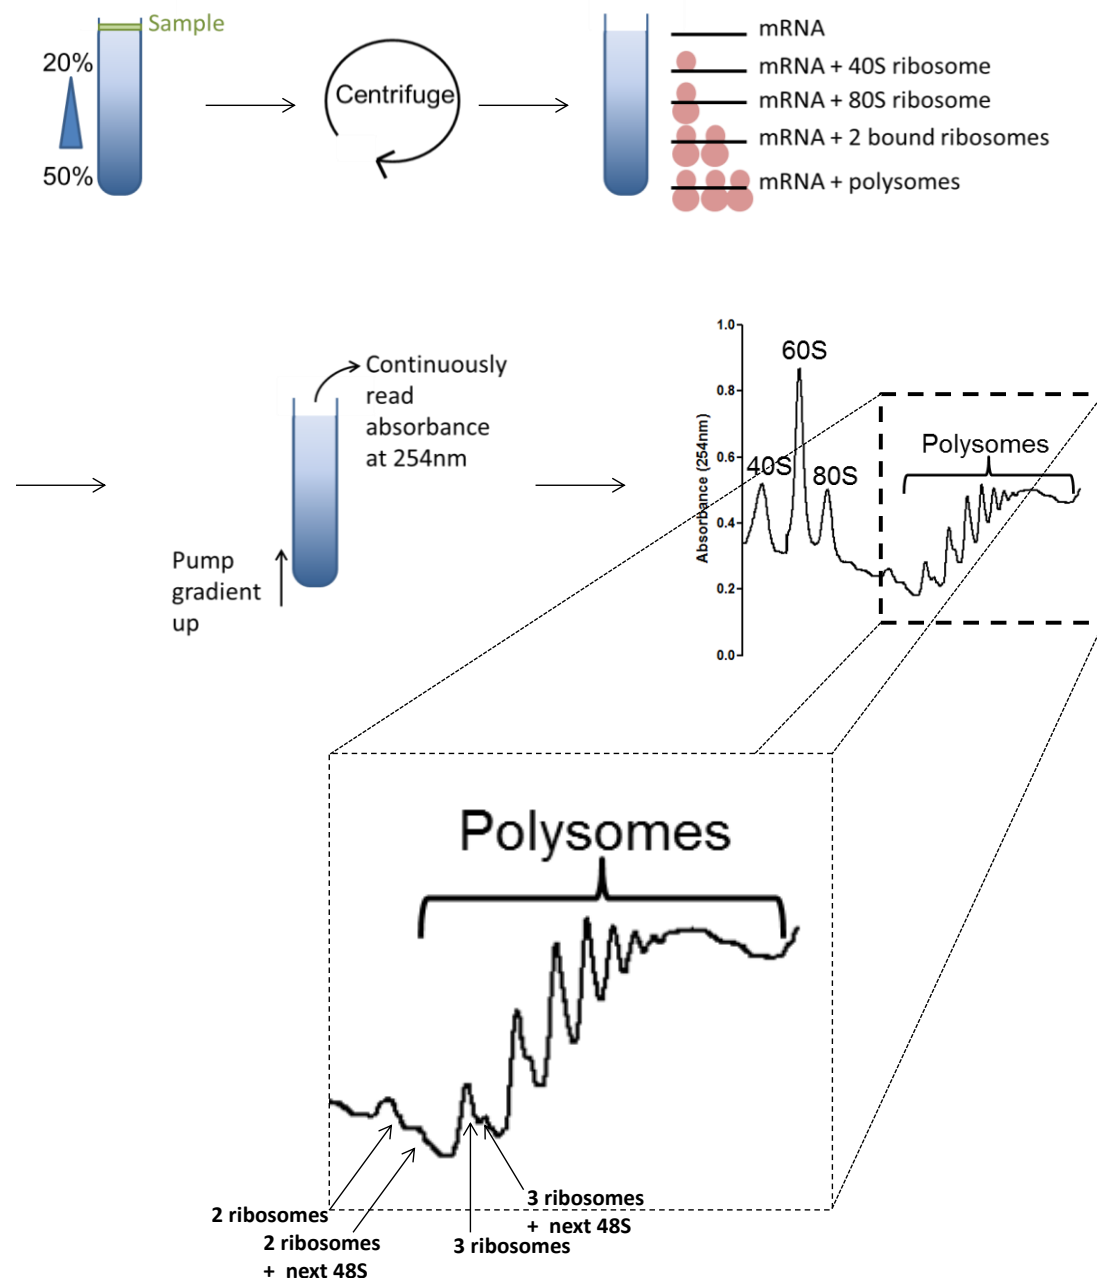 Sample
20%
50%
Centrifuge
mRNA
mRNA + 40S ribosome
mRNA + 80S ribosome
mRNA + 2 bound ribosomes
mRNA + polysomes
Continuously
read
absorbance
at 254nm
Pump
gradient
up
Absorbance (254nm)
1.0
0.8
0.6
0.4
0.2
0.0
40S
60S
80S
Polysomes
Polysomes
2 ribosomes
2 ribosomes
+ next 48S
3 ribosomes
3 ribosomes
+ next 48S